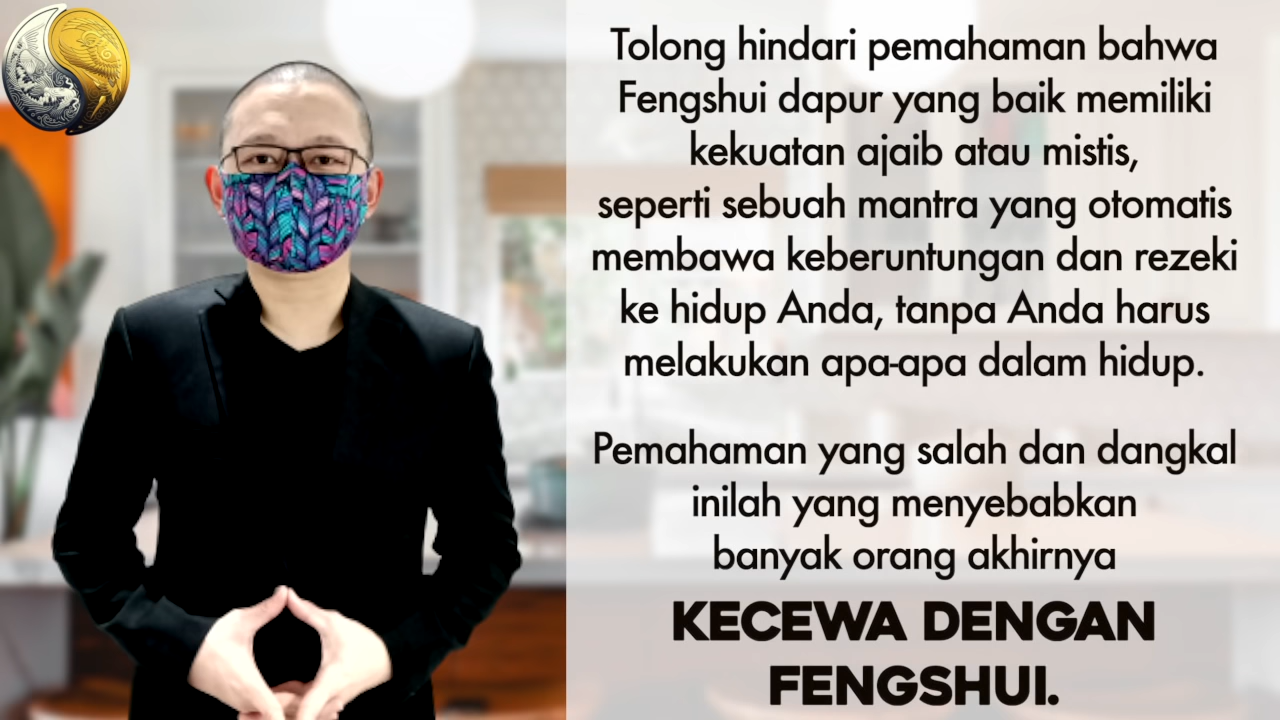 Tolong hindari pemahaman bahwa
Fengshui dapur yang baik memiliki
kekuatan ajaib atau mistis,
seperti sebuah mantra yang otomatis
membawa keberuntungan dan rezeki
ke hidup Anda, tanpa Anda harus
melakukan apa-apa dalam hidup.
Pemahaman yang salah dan dangkal
inilah yang menyebabkan
banyak orang akhirnya
KECEWA DENGAN
FENGSHUI.